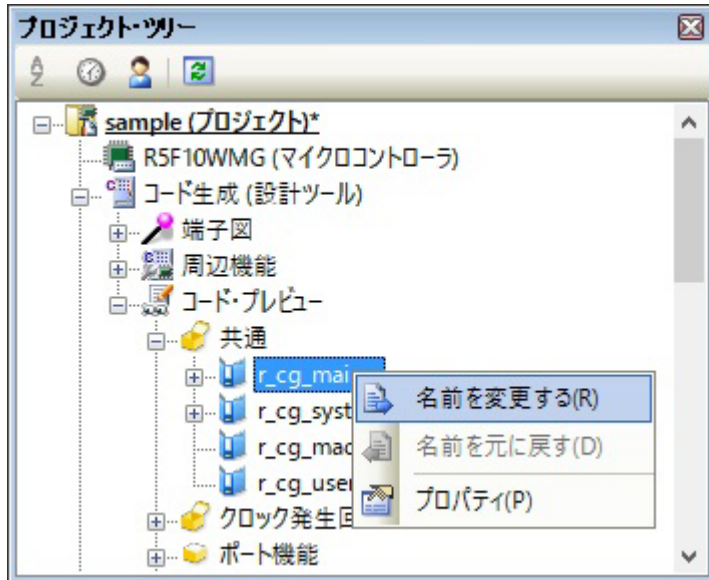 プロジェクト・ツリー
sample (プロジェクト)*
R5F10WMG (マイクロコントローラ)
コード生成 (設計ツール)
端子図
周辺機能
コード・プレビュー
共通
r_cg_mai
名前を変更する(R)
r_cg_syst
名前を元に戻す(D)
r_cg_mac
r_cg_user
プロパティ(P)
クロック発生回
ポート機能